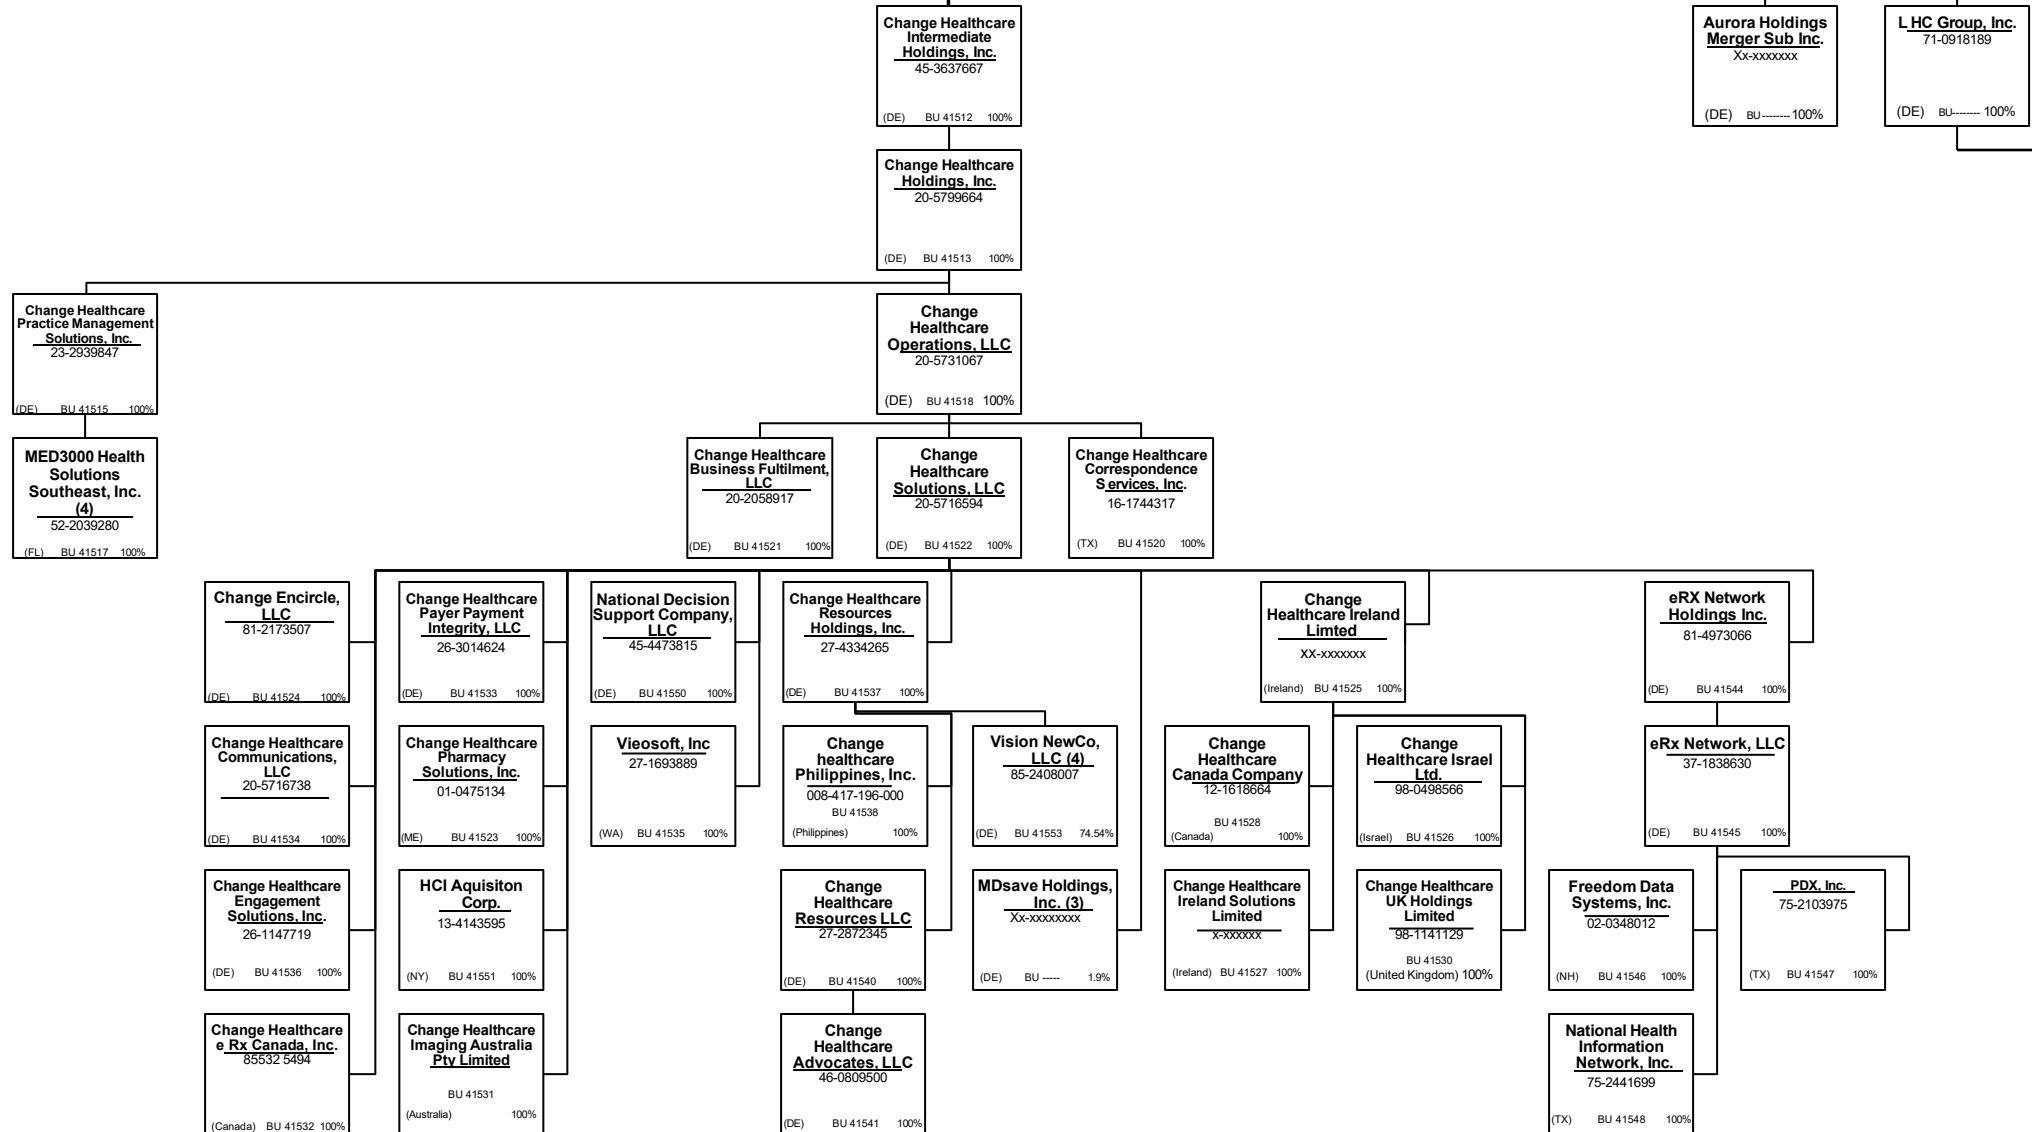 Change Healthcare
Intermediate
Holdings, Inc.
45-3637667
(DE) BU 41512 100%
Aurora Holdings
Merger Sub Inc.
Xx-xxxxxxx
(DE) BU-------- 100%
L HC Group, Inc.
71-0918189
(DE) BU-------- 100%
Change Healthcare
Holdings, Inc.
20-5799664
(DE) BU 41513 100%
Change Healthcare
Practice Management
Solutions, Inc.
23-2939847
(DE) BU 41515 100%
Change
Healthcare
Operations, LLC
20-5731067
(DE) BU 41518 100%
MED3000 Health
Solutions
Southeast, Inc.
(4)
52-2039280
(FL) BU 41517 100%
Change Healthcare
Business Fultilment,
LLC
20-2058917
(DE) BU 41521 100%
Change
Healthcare
Solutions, LLC
20-5716594
(DE) BU 41522 100%
Change Healthcare
Correspondence
S ervices, Inc.
16-1744317
(TX) BU 41520 100%
Change Encircle,
LLC
81-2173507
(DE) BU 41524 100%
Change Healthcare
Payer Payment
Integrity, LLC
26-3014624
(DE) BU 41533 100%
National Decision
Support Company,
LLC
45-4473815
(DE) BU 41550 100%
Change Healthcare
Resources
Holdings, Inc.
27-4334265
(DE) BU 41537 100%
Change
Healthcare Ireland
Limted
XX-xxxxxxx
(Ireland) BU 41525 100%
eRX Network
Holdings Inc.
81-4973066
(DE) BU 41544 100%
Change Healthcare
Communications,
LLC
20-5716738
(DE) BU 41534 100%
Change Healthcare
Pharmacy
Solutions, Inc.
01-0475134
(ME) BU 41523 100%
Vieosoft, Inc
27-1693889
(WA) BU 41535 100%
Change
healthcare
Philippines, Inc.
008-417-196-000
BU 41538
(Philippines) 100%
Vision NewCo,
LLC (4)
85-2408007
(DE) BU 41553 74.54%
Change
Healthcare
Canada Company
12-1618664
BU 41528
(Canada) 100%
Change
Healthcare Israel
Ltd.
98-0498566
(Israel) BU 41526 100%
eRx Network, LLC
37-1838630
(DE) BU 41545 100%
Change Healthcare
Engagement
Solutions, Inc.
26-1147719
(DE) BU 41536 100%
HCI Aquisiton
Corp.
13-4143595
(NY) BU 41551 100%
Change
Healthcare
Resources LLC
27-2872345
(DE) BU 41540 100%
MDsave Holdings,
Inc. (3)
Xx-xxxxxxxx
(DE) BU ----- 1.9%
Change Healthcare
Ireland Solutions
Limited
x-xxxxxx
(Ireland) BU 41527 100%
Change Healthcare
UK Holdings
Limited
98-1141129
BU 41530
(United Kingdom) 100%
Freedom Data
Systems, Inc.
02-0348012
(NH) BU 41546 100%
PDX, Inc.
75-2103975
(TX) BU 41547 100%
Change Healthcare
e Rx Canada, Inc.
85532 5494
(Canada) BU 41532 100%
Change Healthcare
Imaging Australia
Pty Limited
BU 41531
(Australia) 100%
Change
Healthcare
Advocates, LLC
46-0809500
(DE) BU 41541 100%
National Health
Information
Network, Inc.
75-2441699
(TX) BU 41548 100%